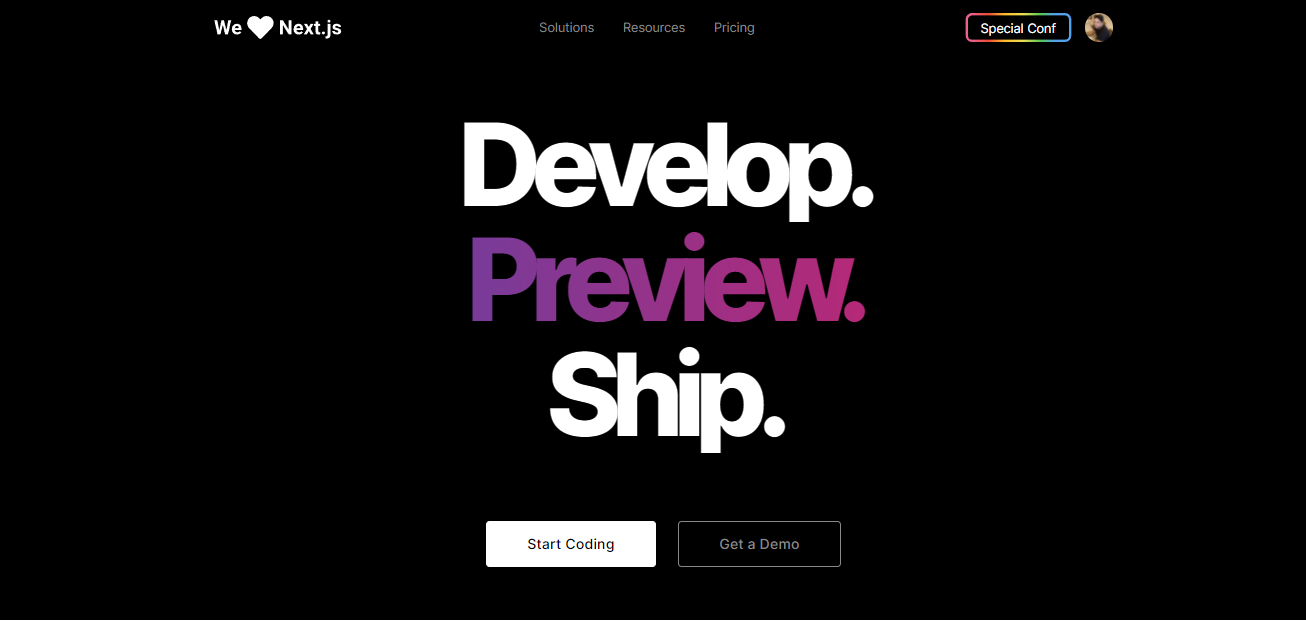 We Next.js
Solutions Resources Pricing
Special Conf
Develop.
Preview.
Ship.
Start Coding
Get a Demo